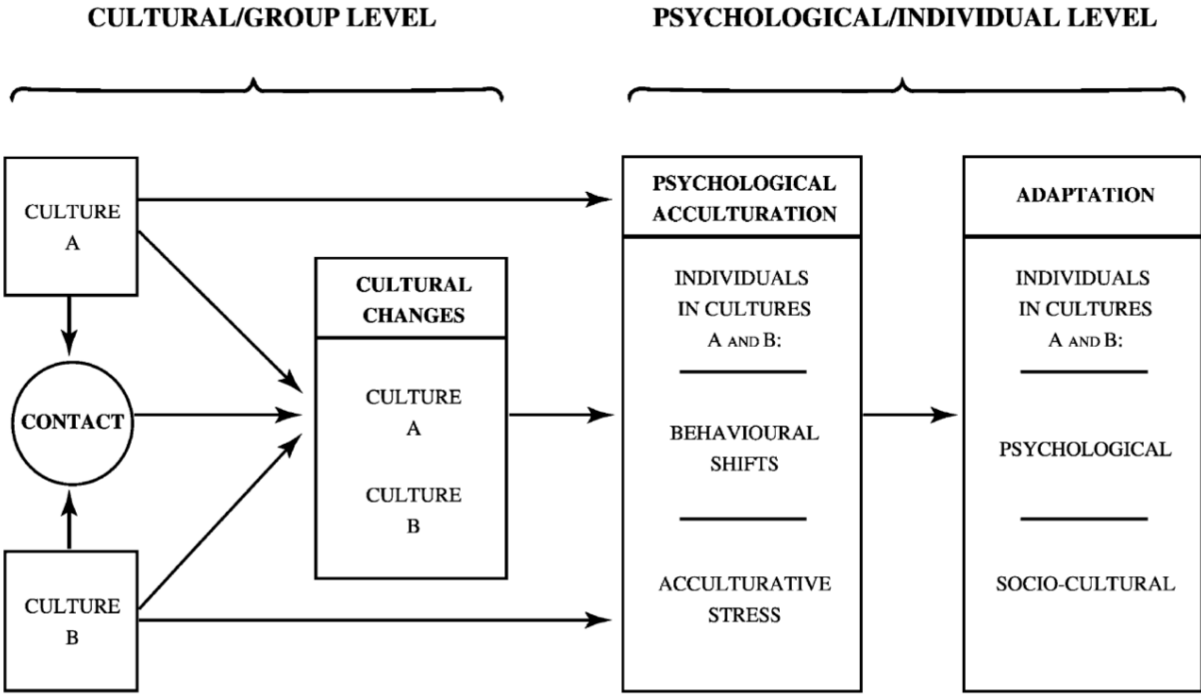 CULTURAL/GROUP LEVEL
PSYCHOLOGICAL/INDIVIDUAL LEVEL
CULTURE
A
CONTACT
CULTURE
B
CULTURAL
CHANGES
CULTURE
A
CULTURE
B
PSYCHOLOGICAL
ACCULTURATION
INDIVIDUALS
IN CULTURES
A AND B:
BEHAVIOURAL
SHIFTS
ACCULTURATIVE
STRESS
ADAPTATION
INDIVIDUALS
IN CULTURES
A AND B:
PSYCHOLOGICAL
SOCIO-CULTURAL